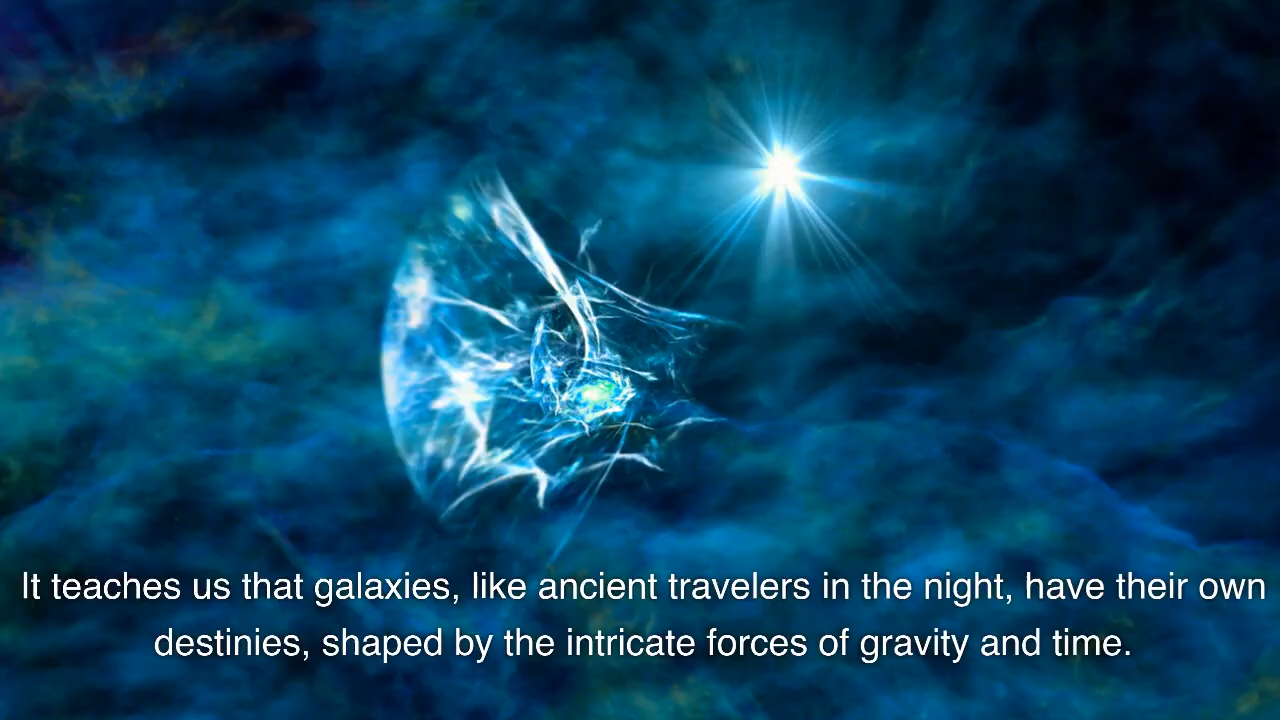 It teaches us that galaxies, like ancient travelers in the night, have their own
destinies, shaped by the intricate forces of gravity and time.